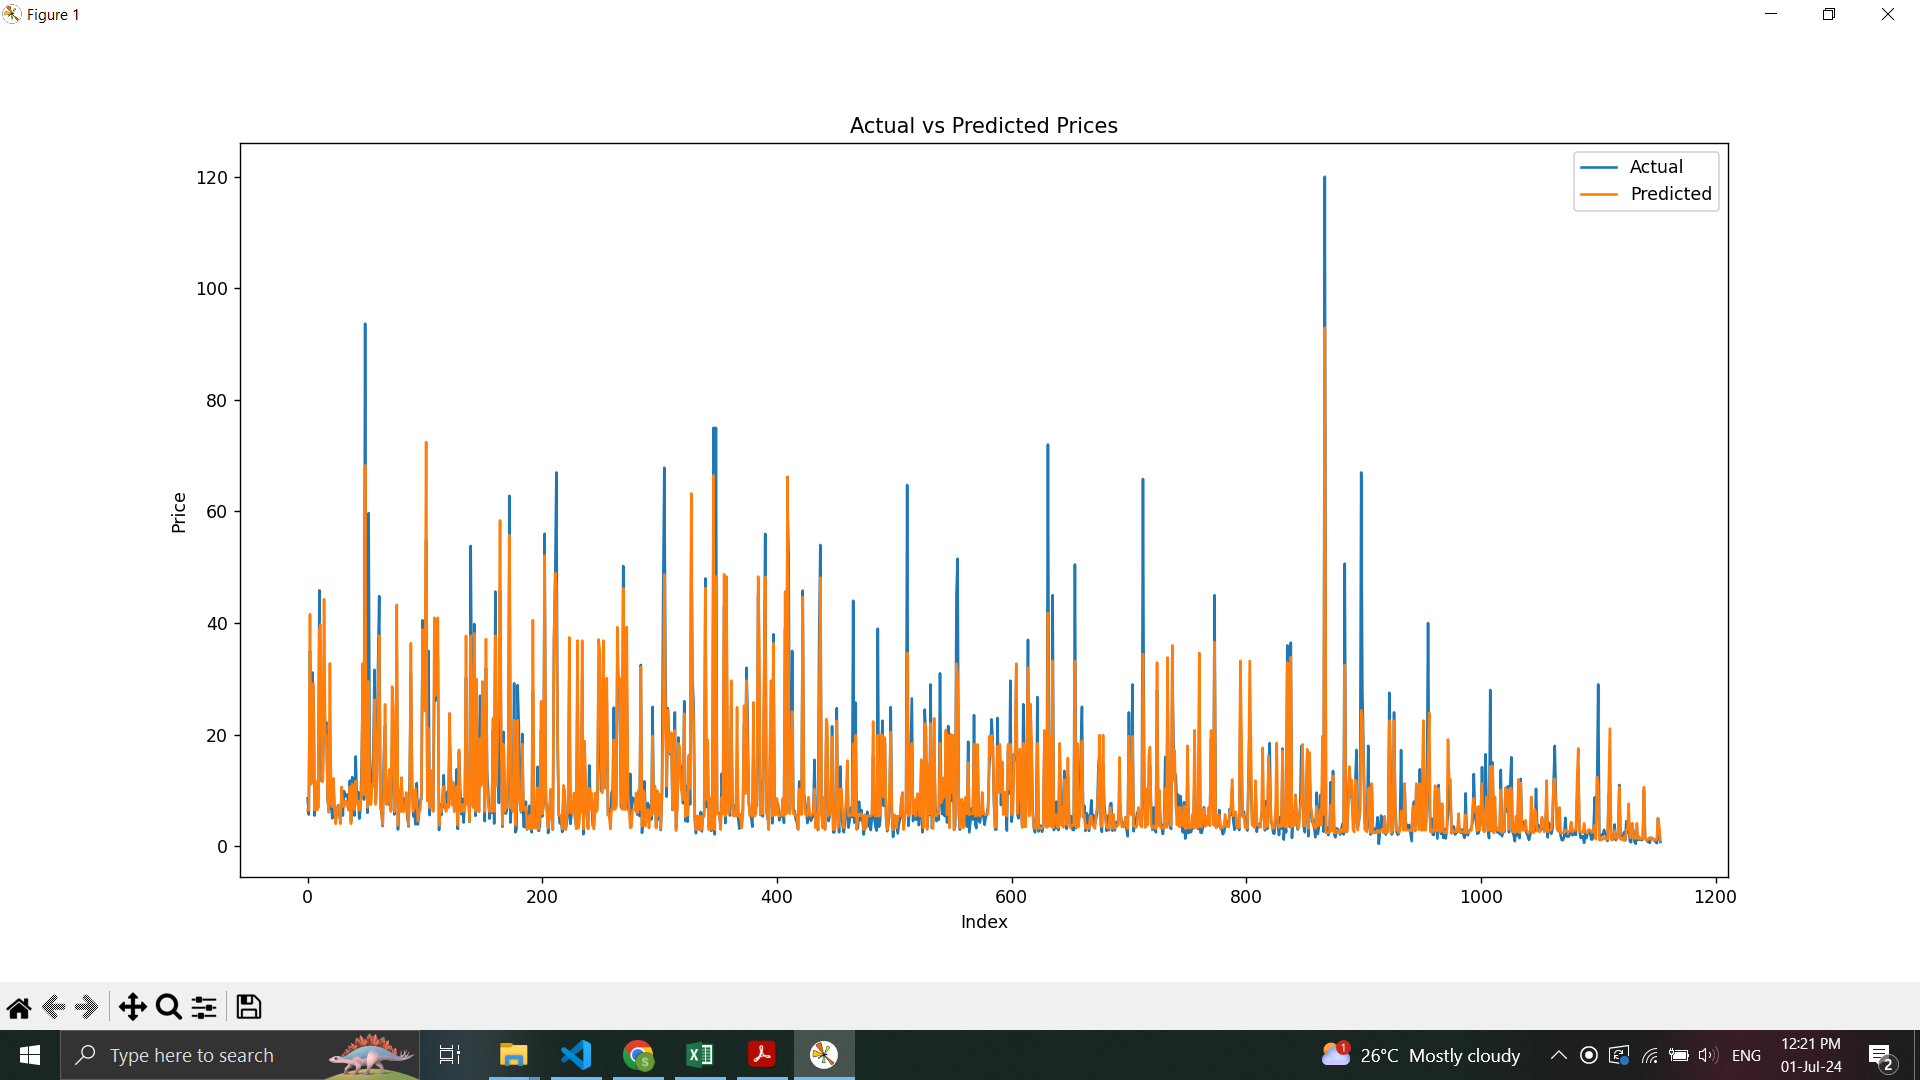 Figure 1
Actual vs Predicted Prices
Actual
Predicted
120
100
80
60
40
20
0
Price
0 200 400 600 800 1000 1200
Index
Type here to search
S
1
26°C Mostly cloudy
ENG
12:21 PM
01-Jul-24
2